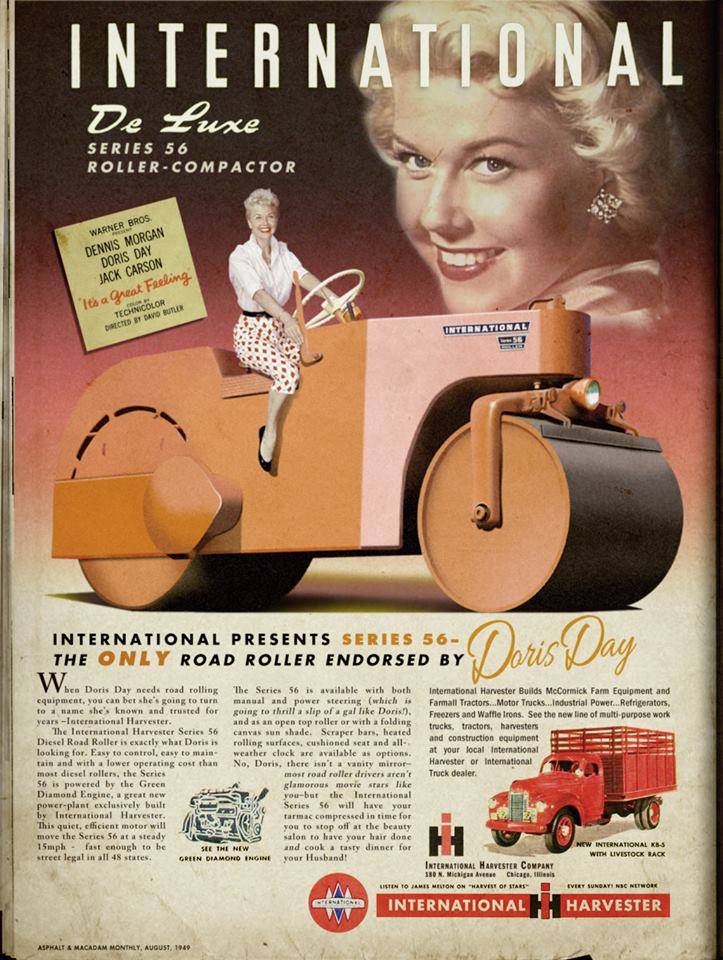 INTERNATIONAL
De Luxe
SERIES 56
ROLLER-COMPACTOR
WARNER BROS.
PRESENT
DENNIS MORGAN
DORIS DAY
JACK CARSON
"It's a Great Feeling
COLOR BY
TECHNICOLOR
DIRECTED BY DAVID BUTLER
INTERNATIONAL
Series 56
ROLLER
INTERNATIONAL PRESENTS SERIES 56–
THE ONLY ROAD ROLLER ENDORSED BY Doris Day
When Doris Day needs road rolling
equipment, you can bet she's going to turn
to a name she's known and trusted for
years –International Harvester.
The International Harvester Series 56
Diesel Road Roller is exactly what Doris is
looking for. Easy to control, easy to main-
tain and with a lower operating cost than
most diesel rollers, the Series
56 is powered by the Green
Diamond Engine, a great new
power-plant exclusively built
by International Harvester.
This quiet, efficient motor will
move the Series 56 at a steady
15mph - fast enough to be
street legal in all 48 states.
SEE THE NEW
GREEN DIAMOND ENGINE
The Series 56 is available with both
manual and power steering (which is
going to thrill a slip of a gal like Doris!),
and as an open top roller or with a folding
canvas sun shade. Scraper bars, heated
rolling surfaces, cushioned seat and all-
weather clock are available as options.
No, Doris, there isn't a vanity mirror–
most road roller drivers aren't
glamorous movie stars like
you–but the International
Series 56 will have your
tarmac compressed in time for
you to stop off at the beauty
salon to have your hair done
and cook a tasty dinner for
your Husband!
International Harvester Builds McCormick Farm Equipment and
Farmall Tractors...Motor Trucks...Industrial Power...Refrigerators,
Freezers and Waffle Irons. See the new line of multi-purpose work
trucks, tractors, harvesters
and construction equipment
at your local International
Harvester or International
Truck dealer.
NEW INTERNATIONAL KB-5
WITH LIVESTOCK RACK
IH
INTERNATIONAL HARVESTER COMPANY
180 N. Michigan Avenue Chicago, Illinois
LISTEN TO JAMES MELTON ON "HARVEST OF STARS" EVERY SUNDAY! NBC NETWORK
INTERNATIONAL
INTERNATIONAL IH HARVESTER
ASPHALT & MACADAM MONTHLY, AUGUST, 1949